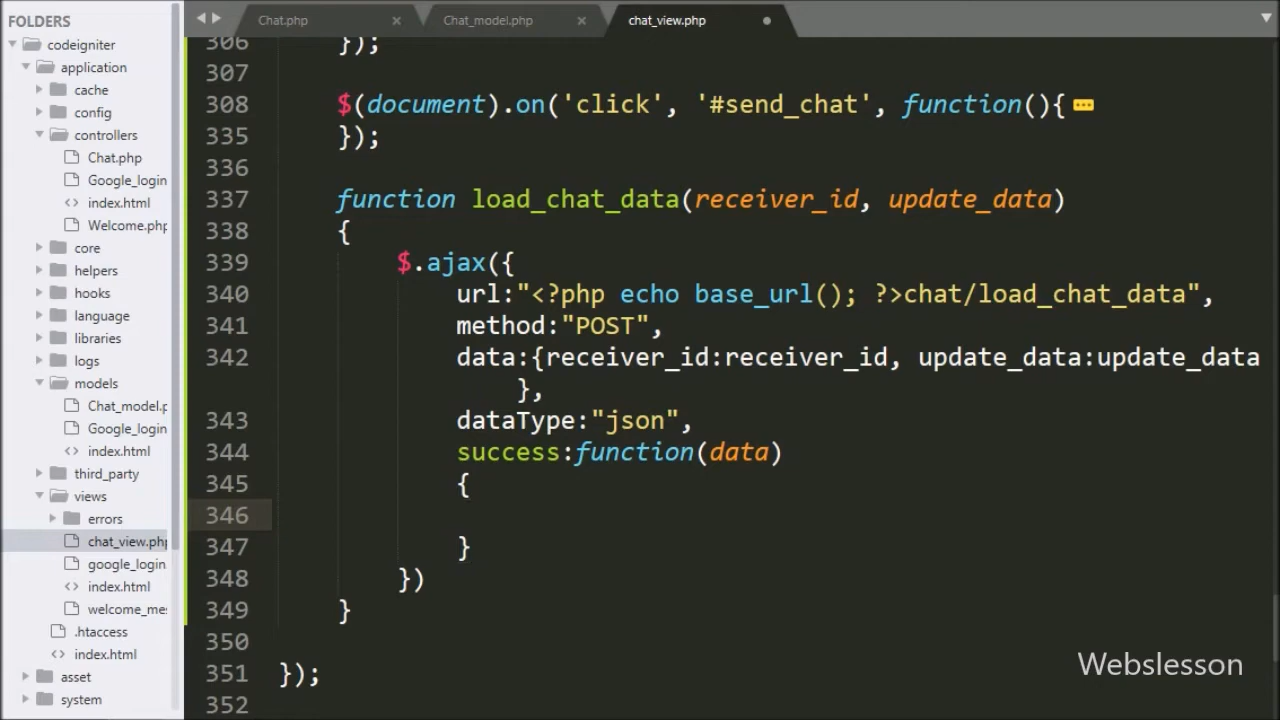 FOLDERS
codeigniter
application
cache
config
controllers
Chat.php
Google_login
index.html
Welcome.php
core
helpers
hooks
language
libraries
logs
models
Chat_model.p
Google_login
index.html
third_party
views
errors
chat_view.php
google_login.
index.html
welcome_mes
.htaccess
index.html
asset
system
Chat.php
Chat_model.php
chat_view.php
306 });
307
308 $(document).on('click', '#send_chat', function(){
335 });
336
337 function load_chat_data(receiver_id, update_data)
338 {
339 $.ajax({
340 url:"<?php echo base_url(); ?>chat/load_chat_data",
341 method:"POST",
342 data:{receiver_id:receiver_id, update_data:update_data
},
343 dataType:"json",
344 success:function(data)
345 {
346
347 }
348 })
349 }
350
351 });
352
Webslesson